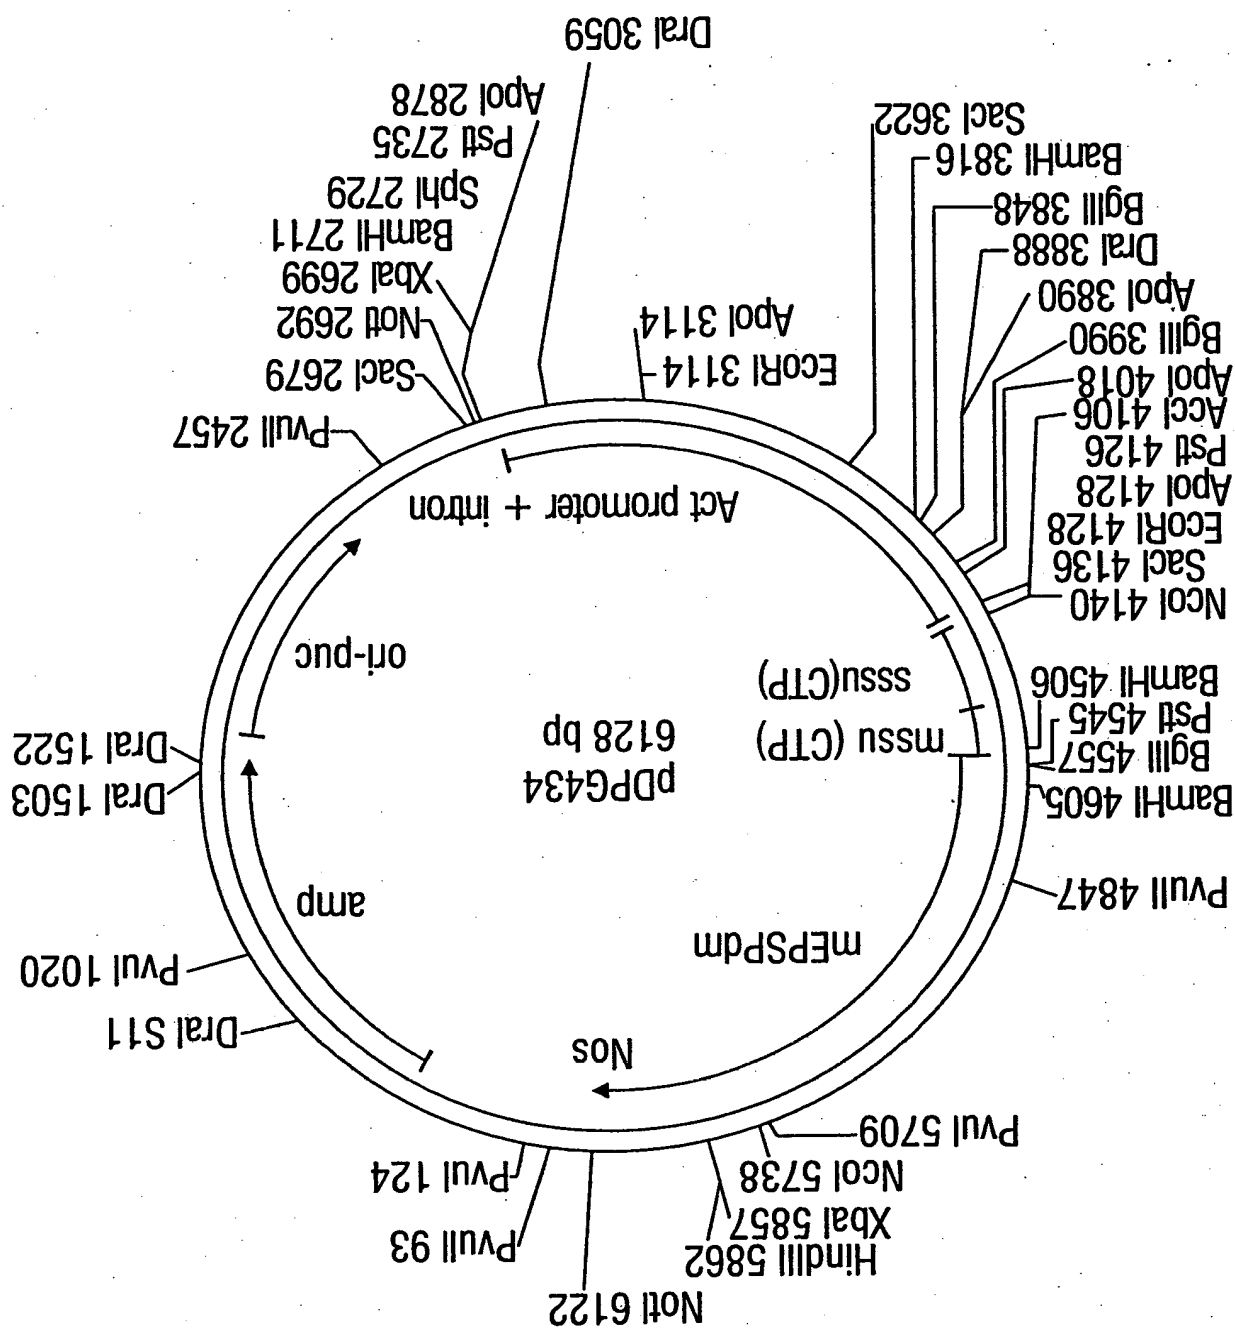 NotI 6122
HindIII 5862
XbaI 5857
NcoI 5738
PvuI 5709
PvuII 93
PvuI 124
DraI S11
PvuI 1020
DraI 1503
DraI 1522
PvuII 2457
SacI 2679
NotI 2692
XbaI 2699
BamHI 2711
SphI 2729
PstI 2735
ApoI 2878
DraI 3059
EcoRI 3114
ApoI 3114
SacI 3622
BamHI 3816
BglII 3848
DraI 3888
ApoI 3890
BglII 3990
ApoI 4018
AccI 4106
PstI 4126
ApoI 4128
EcoRI 4128
SacI 4136
NcoI 4140
BamHI 4506
PstI 4545
BglII 4557
BamHI 4605
PvuII 4847
Nos
mEPSPdm
amp
pDPG434
6128 bp
mssu (CTP)
sssu(CTP)
ori-puc
Act promoter + intron